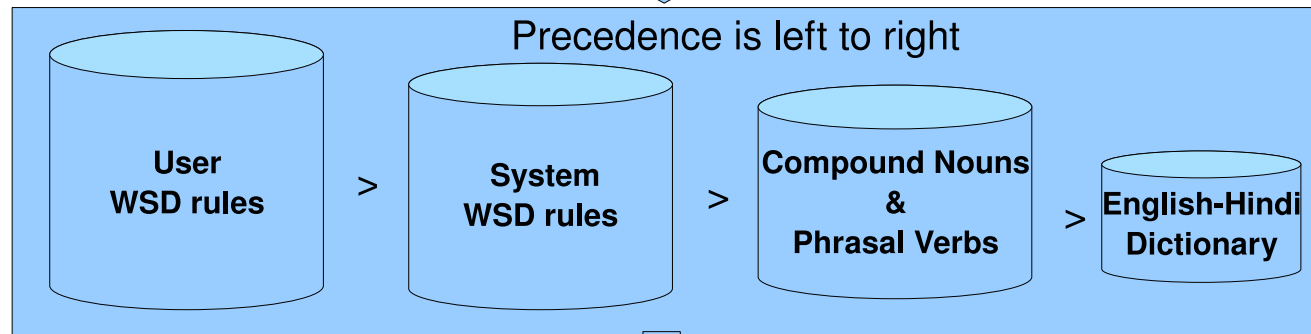 Precedence is left to right
User
WSD rules
>
System
WSD rules
>
Compound Nouns
&
Phrasal Verbs
>
English-Hindi
Dictionary